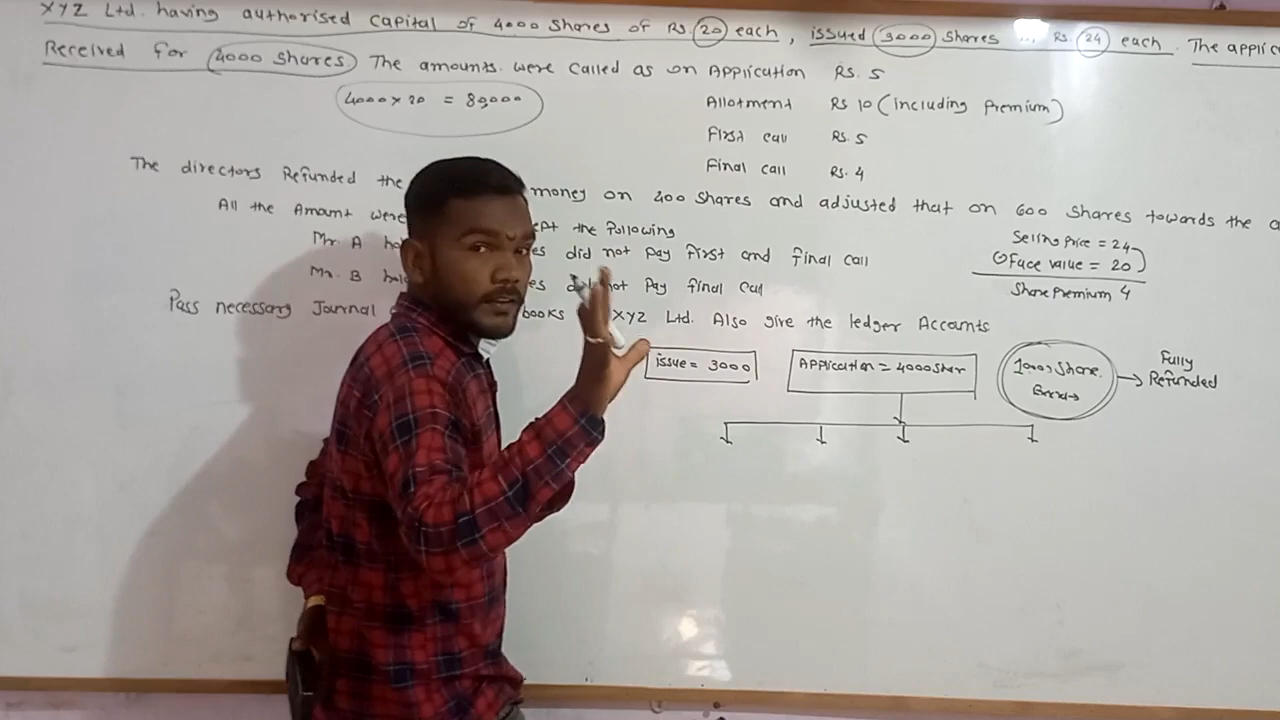 XYZ Ltd. having authorised capital of 4000 shares of Rs. 20 each, issued 3000 shares Rs. 24 each. The
Received for 4000 shares The amounts were called as on Application Rs. 5
4000 × 20 = 80,000
Allotment Rs 10 (including Premium)
First call Rs. 5
Final call Rs. 4
The directors Refunded the money on 400 shares and adjusted that on 600 shares towards the
All the Amount were the following
Mr. A did not pay first and final call
Mr. B not pay final call
Pass necessary Journal books XYZ Ltd. Also give the ledger Accounts
Selling price = 24
Face value = 20
Share premium 4
issue = 3000
Application = 4000
1000 share.
Fully
Refunded